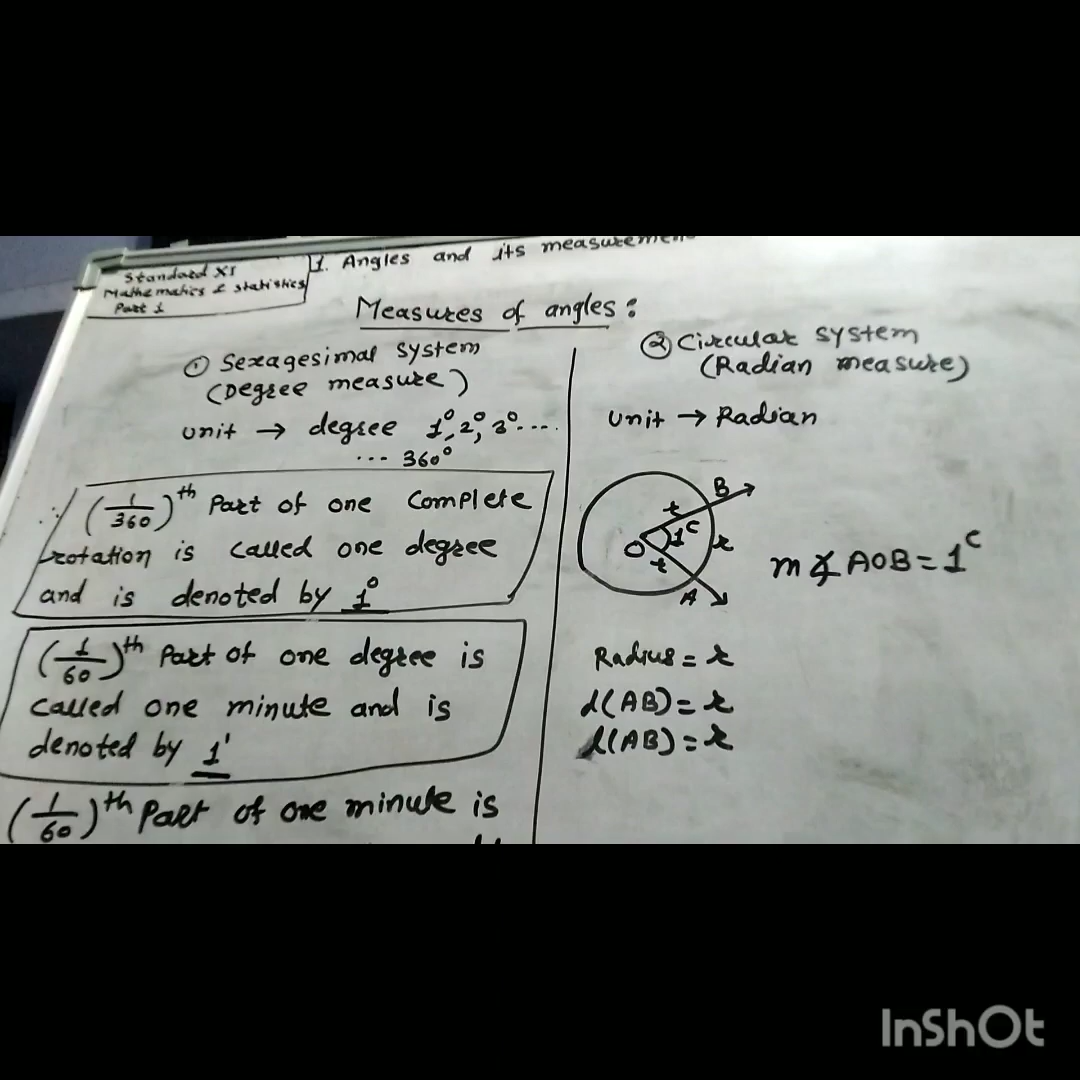 Standard XI
Mathematics & statistics
Part 1
1. Angles and its measurement
Measures of angles:
① Sexagesimal system
(Degree measure)
unit → degree 1°, 2°, 3°....
... 360°
(1/360)th Part of one Complete
rotation is called one degree
and is denoted by 1°
(1/60)th Part of one degree is
called one minute and is
denoted by 1'
(1/60)th Part of one minute is
② Circular system
(Radian measure)
unit → Radian
B
r
1c
r
O
r
A
m∡AOB = 1c
Radius = r
l(AB) = r
l(AB) = r
InShOt